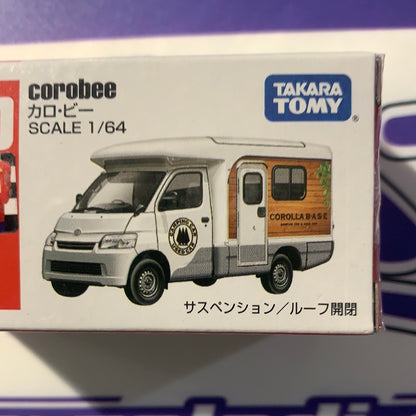 corobee
カロ・ビー
SCALE 1/64
TAKARA
TOMY
®
COROLLA BASE
サスペンション／ルーフ開閉